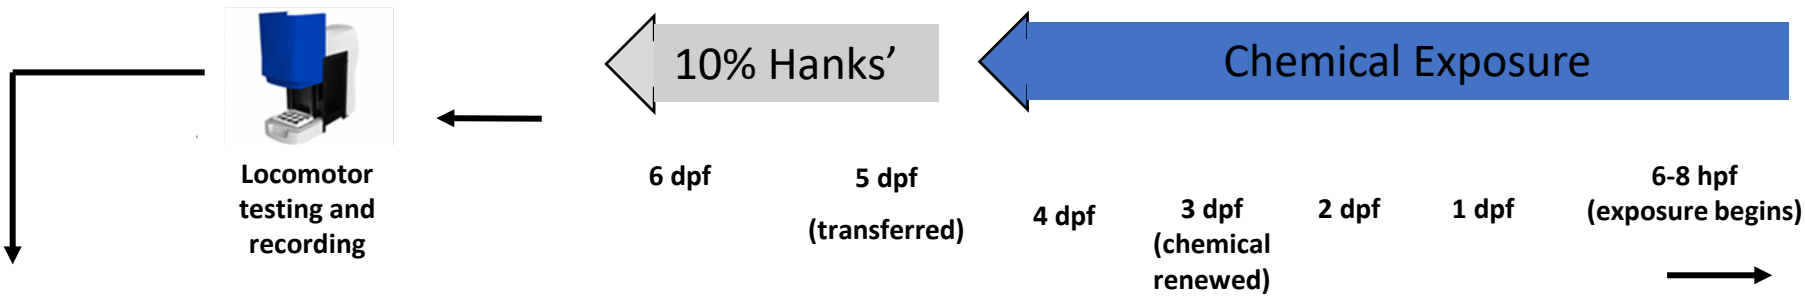 10% Hanks’
Chemical Exposure
Locomotor
testing and
recording
6 dpf
5 dpf
(transferred)
4 dpf
3 dpf
(chemical
renewed)
2 dpf
1 dpf
6-8 hpf
(exposure begins)